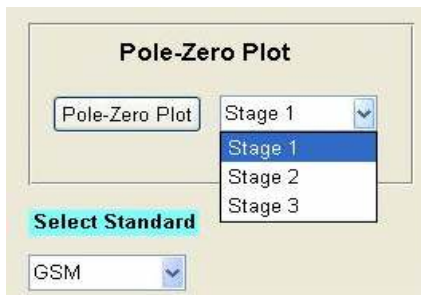 Pole-Zero Plot
Pole-Zero Plot Stage 1
Stage 1
Stage 2
Stage 3
Select Standard
GSM